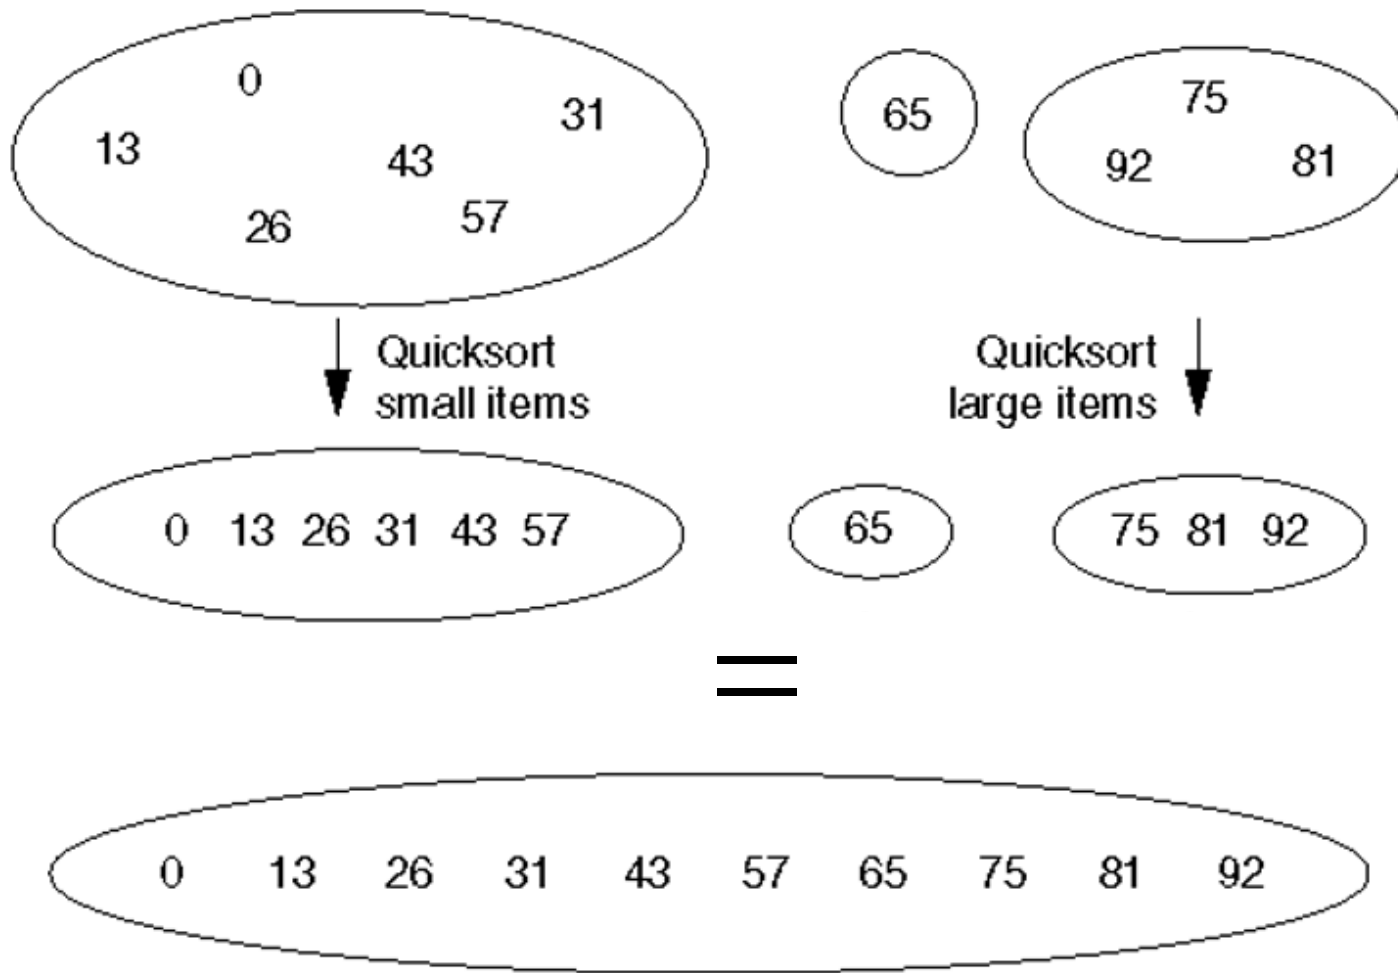 0
31
13
43
26
57
65
75
92
81
Quicksort
small items
Quicksort
large items
0 13 26 31 43 57
65
75 81 92
=
0 13 26 31 43 57 65 75 81 92